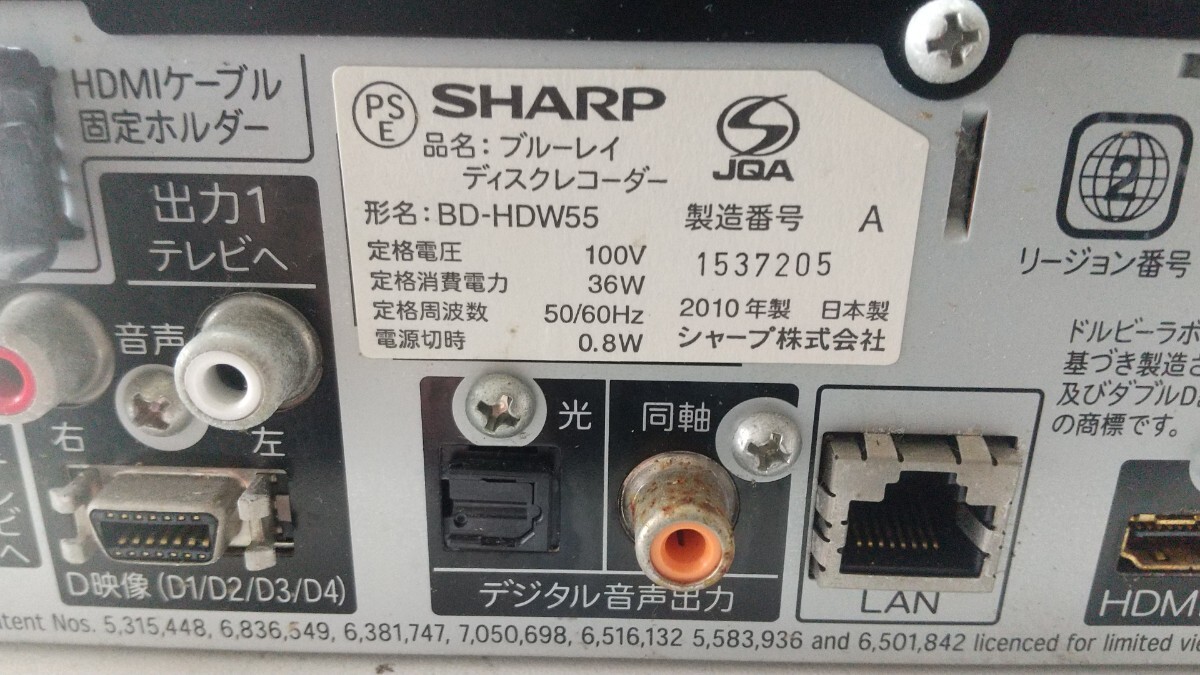 HDMIケーブル
固定ホルダー
出力1
テレビへ
音声
右
左
D映像(D1/D2/D3/D4)
PS
E
SHARP
品名:ブルーレイ
ディスクレコーダー
JQA
形名:BD-HDW55
製造番号 A
定格電圧 100V
1537205
定格消費電力 36W
定格周波数 50/60Hz
2010年製 日本製
電源切時 0.8W
シャープ株式会社
2
リージョン番号
ドルビーラボ
基づき製造さ
及びダブルD
の商標です。
光
同軸
デジタル音声出力
LAN
HDM
レ
ビ
へ
tent Nos. 5,315,448, 6,836,549, 6,381,747, 7,050,698, 6,516,132 5,583,936 and 6,501,842 licenced for limited vie